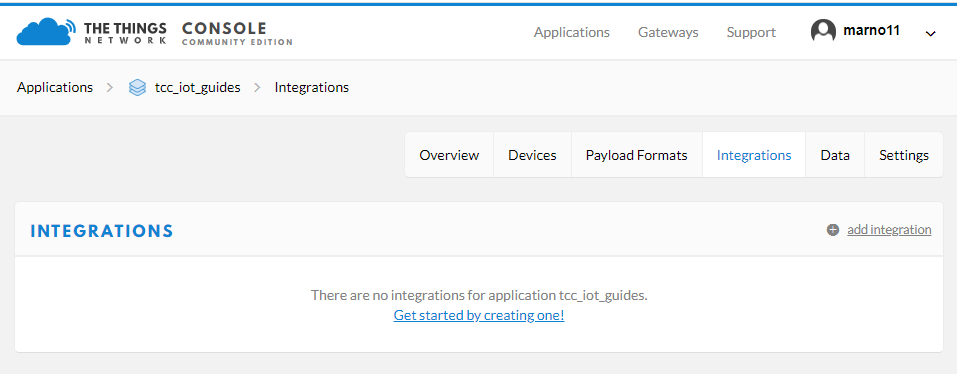 THE THINGS NETWORK CONSOLE COMMUNITY EDITION
Applications Gateways Support marno11
Applications tcc_iot_guides Integrations
Overview Devices Payload Formats Integrations Data Settings
INTEGRATIONS add integration
There are no integrations for application tcc_iot_guides.
Get started by creating one!